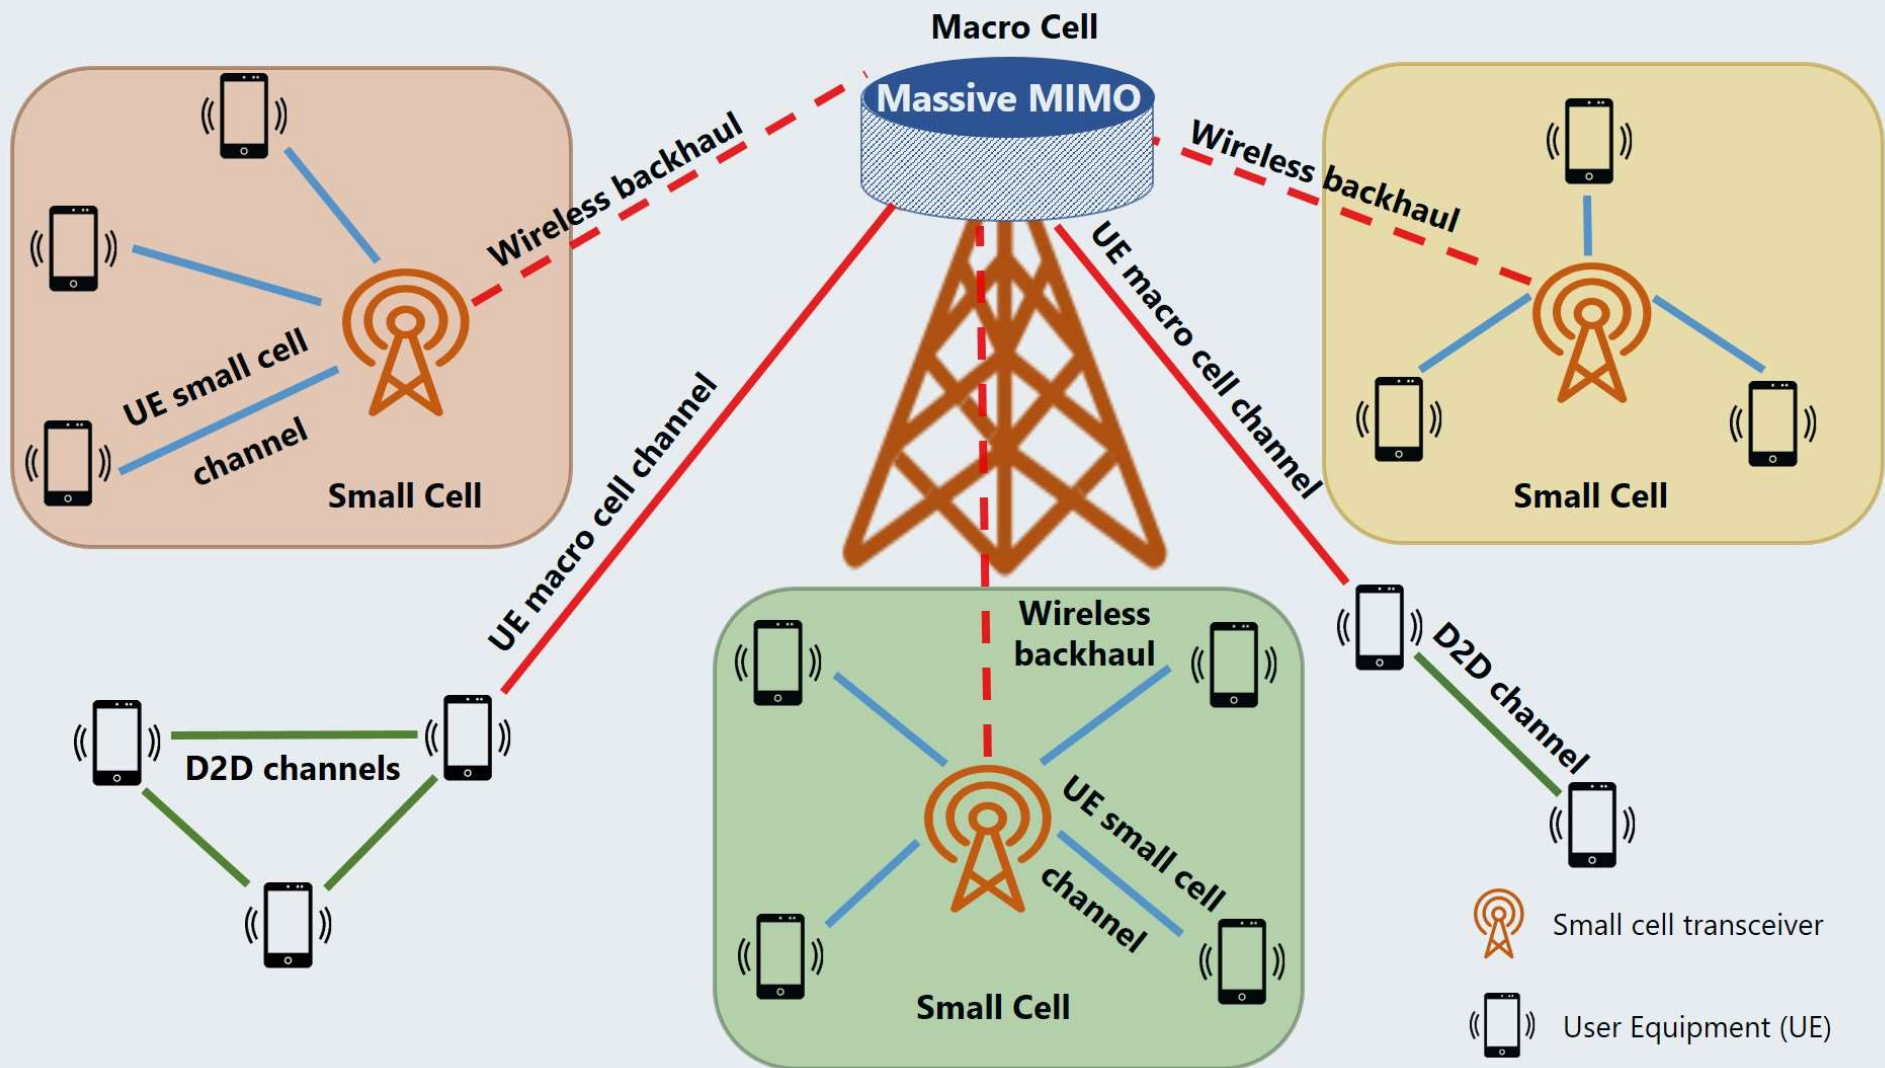 Macro Cell
Massive MIMO
Wireless backhaul
Wireless backhaul
UE small cell
channel
Small Cell
UE macro cell channel
UE macro cell channel
Small Cell
Wireless
backhaul
D2D channels
D2D channel
UE small cell
channel
Small Cell
Small cell transceiver
User Equipment (UE)